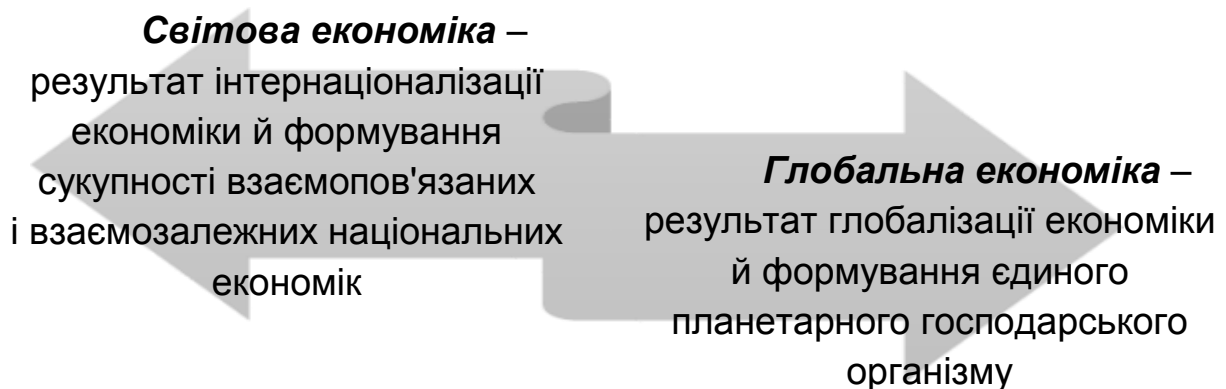 Світова економіка –
результат інтернаціоналізації
економіки й формування
сукупності взаємопов'язаних
і взаємозалежних національних
економік
Глобальна економіка –
результат глобалізації економіки
й формування єдиного
планетарного господарського
організму